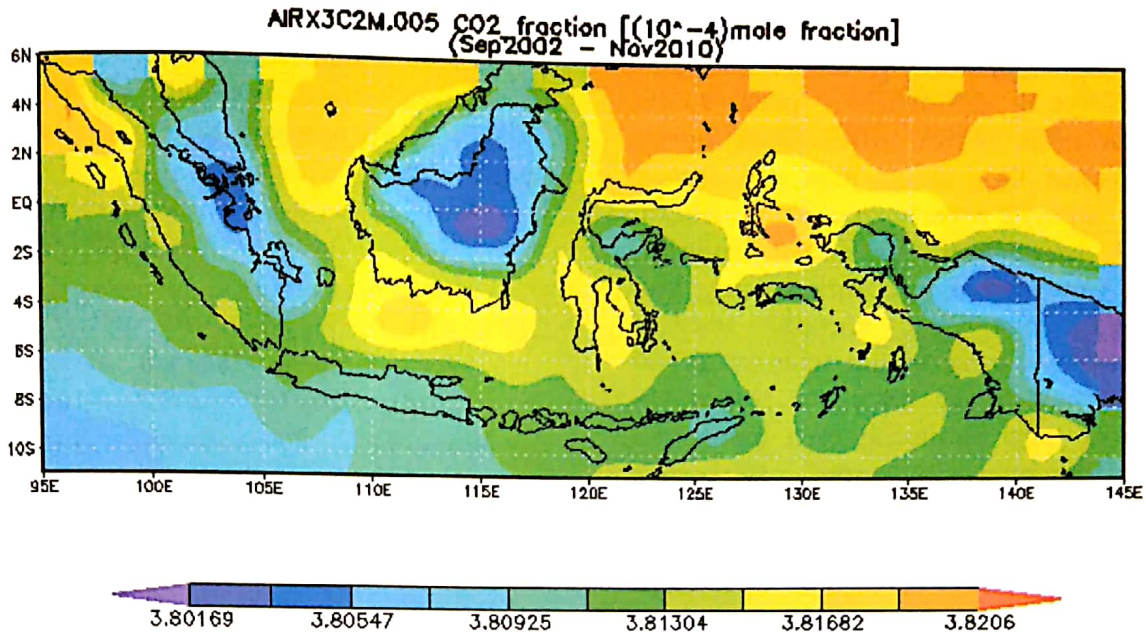 AIRX3C2M.005 CO2 fraction [(10^-4)mole fraction]
(Sep2002 - Nov2010)
6N
4N
2N
EQ
2S
4S
6S
8S
10S
95E 100E 105E 110E 115E 120E 125E 130E 135E 140E 145E
3.80169 3.80547 3.80925 3.81304 3.81682 3.8206